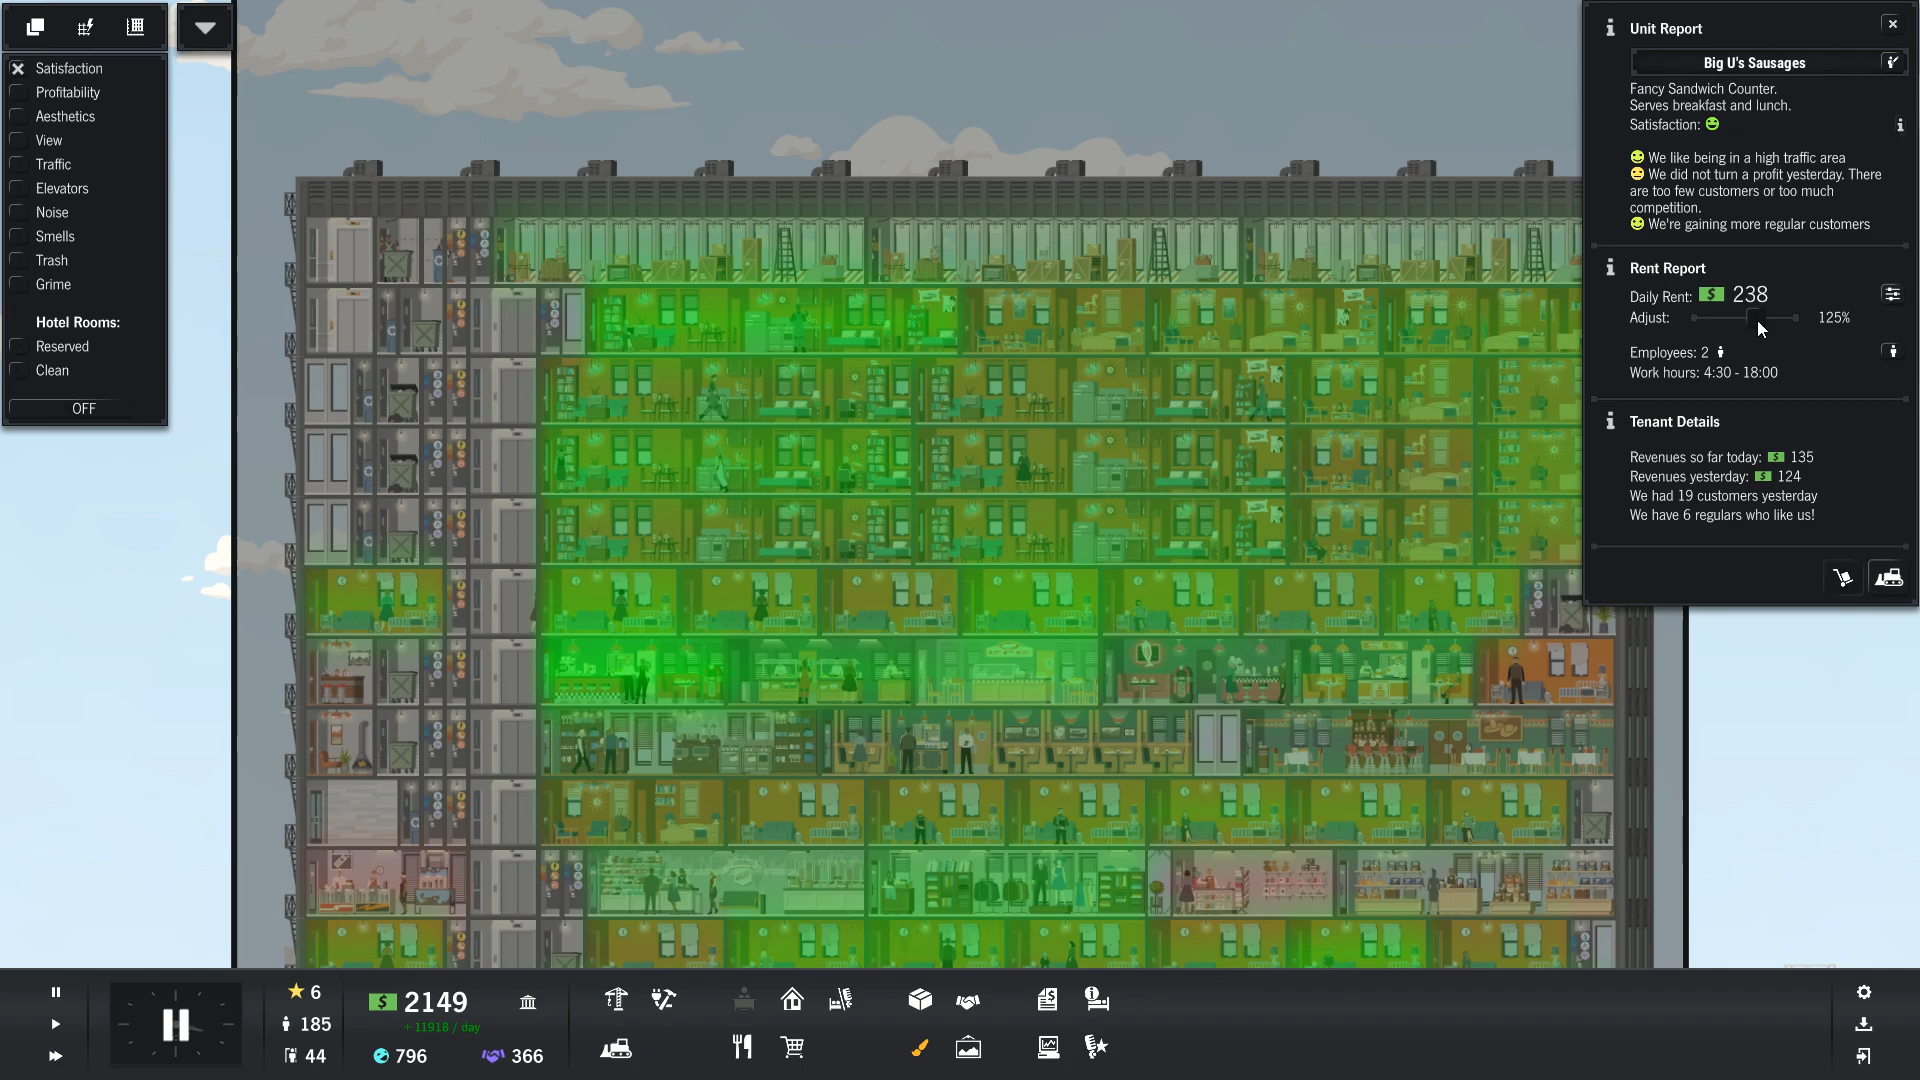 Satisfaction
Profitability
Aesthetics
View
Traffic
Elevators
Noise
Smells
Trash
Grime
Hotel Rooms:
Reserved
Clean
OFF
Unit Report
Big U's Sausages
Fancy Sandwich Counter.
Serves breakfast and lunch.
Satisfaction:
We like being in a high traffic area
We did not turn a profit yesterday. There
are too few customers or too much
competition.
We're gaining more regular customers
Rent Report
Daily Rent: $ 238
Adjust: 125%
Employees: 2
Work hours: 4:30 - 18:00
Tenant Details
Revenues so far today: $ 135
Revenues yesterday: $ 124
We had 19 customers yesterday
We have 6 regulars who like us!
6
185
44
$ 2149
+ 11918 / day
796
366